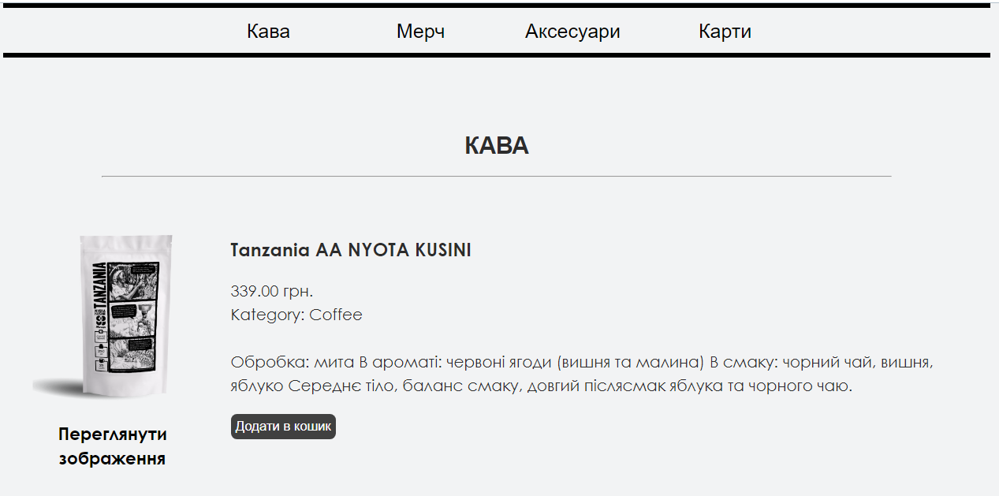 Кава Мерч Аксесуари Карти
КАВА
Tanzania AA NYOTA KUSINI
339.00 грн.
Kategory: Coffee
Обробка: мита В ароматі: червоні ягоди (вишня та малина) В смаку: чорний чай, вишня,
яблуко Середнє тіло, баланс смаку, довгий післясмак яблука та чорного чаю.
Додати в кошик
TANZANIA
Переглянути
зображення